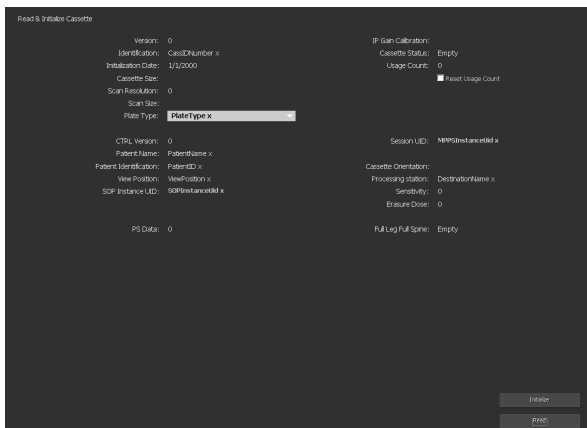 Read & Initialize Cassette
Version: 0 IP Gain Calibration:
Identification: CassIDNumber x Cassette Status: Empty
Initialization Date: 1/1/2000 Usage Count: 0
Cassette Size: Reset Usage Count
Scan Resolution: 0
Scan Size:
Plate Type: PlateType x
CTRL Version: 0 Session UID: MPPSInstanceUid x
Patient Name: PatientName x
Patient Identification: PatientID x Cassette Orientation:
View Position: ViewPosition x Processing station: DestinationName x
SOP Instance UID: SOPInstanceUid x Sensitivity: 0
Erasure Dose: 0
PS Data: 0 Full Leg Full Spine: Empty
Initialize
Read